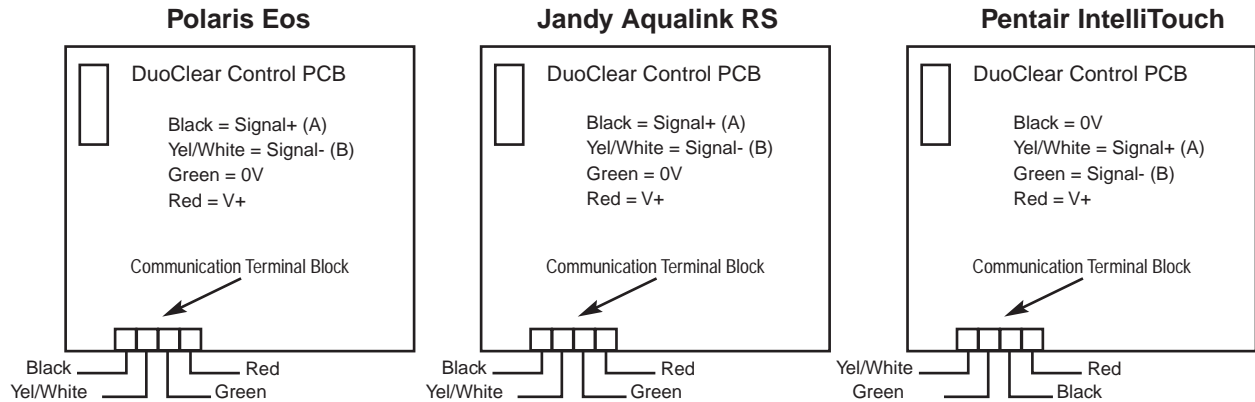 Polaris Eos
DuoClear Control PCB
Black = Signal+ (A)
Yel/White = Signal- (B)
Green = 0V
Red = V+
Communication Terminal Block
Black
Red
Yel/White
Green
Jandy Aqualink RS
DuoClear Control PCB
Black = Signal+ (A)
Yel/White = Signal- (B)
Green = 0V
Red = V+
Communication Terminal Block
Black
Red
Yel/White
Green
Pentair IntelliTouch
DuoClear Control PCB
Black = 0V
Yel/White = Signal+ (A)
Green = Signal- (B)
Red = V+
Communication Terminal Block
Yel/White
Red
Green
Black